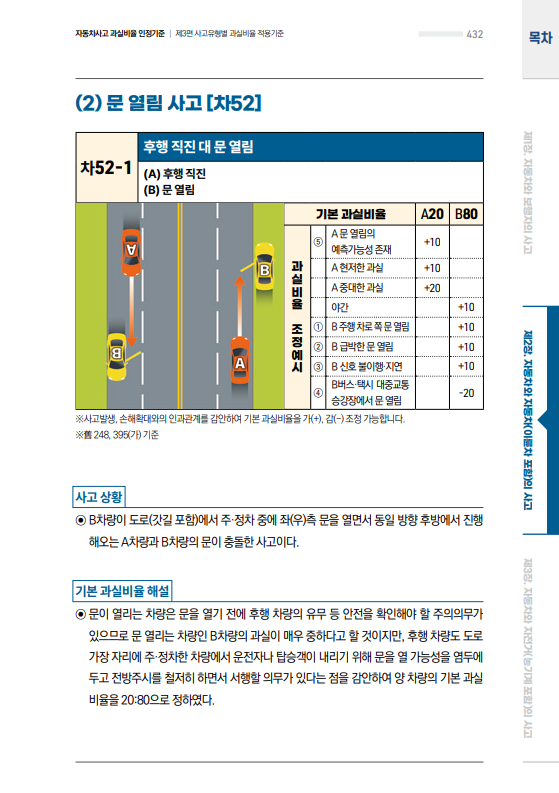 자동차사고 과실비율 인정기준 | 제3편 사고유형별 과실비율 적용기준
432
목차
(2) 문 열림 사고 [차52]
차52-1
후행 직진 대 문 열림
(A) 후행 직진
(B) 문 열림
기본 과실비율 A20 B80
과실비율 조정예시
⑤ A 문 열림의 예측가능성 존재 +10
A 현저한 과실 +10
A 중대한 과실 +20
야간 +10
① B 주행 차로 쪽 문 열림 +10
② B 급박한 문 열림 +10
③ B 신호 불이행·지연 +10
④ B버스·택시 대중교통 승강장에서 문 열림 -20
A
B
B
A
※사고발생, 손해확대와의 인과관계를 감안하여 기본 과실비율을 가(+), 감(-) 조정 가능합니다.
※舊 248, 395(가) 기준
사고 상황
◉ B차량이 도로(갓길 포함)에서 주·정차 중에 좌(우)측 문을 열면서 동일 방향 후방에서 진행
해오는 A차량과 B차량의 문이 충돌한 사고이다.
기본 과실비율 해설
◉ 문이 열리는 차량은 문을 열기 전에 후행 차량의 유무 등 안전을 확인해야 할 주의의무가
있으므로 문 열리는 차량인 B차량의 과실이 매우 중하다고 할 것이지만, 후행 차량도 도로
가장 자리에 주·정차한 차량에서 운전자나 탑승객이 내리기 위해 문을 열 가능성을 염두에
두고 전방주시를 철저히 하면서 서행할 의무가 있다는 점을 감안하여 양 차량의 기본 과실
비율을 20:80으로 정하였다.
제1장. 자동차와 보행자의 사고
제2장. 자동차와 자동차(이륜차 포함)의 사고
제3장. 자동차와 자전거(농기계 포함)의 사고